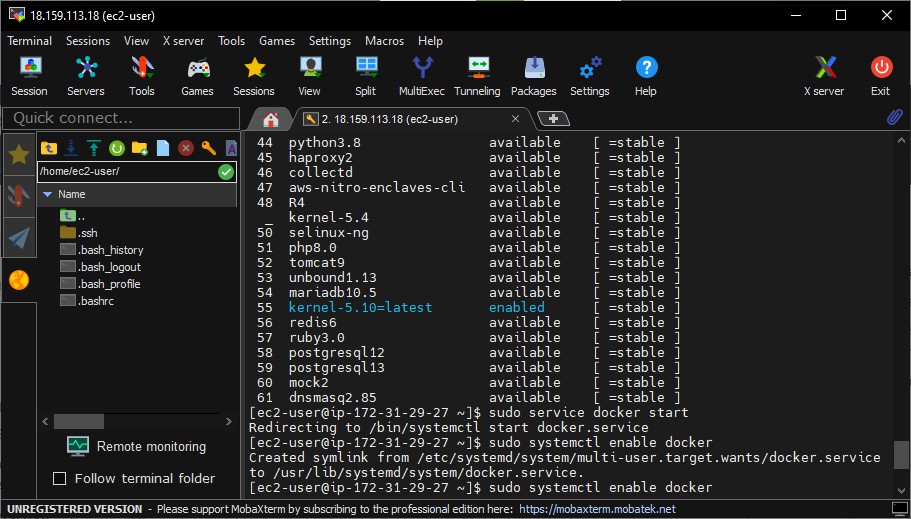 18.159.113.18 (ec2-user)
Terminal Sessions View X server Tools Games Settings Macros Help
Session Servers Tools Games Sessions View Split MultiExec Tunneling Packages Settings Help X server Exit
Quick connect...
2. 18.159.113.18 (ec2-user)
/home/ec2-user/
Name
..
.ssh
.bash_history
.bash_logout
.bash_profile
.bashrc
Remote monitoring
Follow terminal folder
44 python3.8 available [ =stable ]
45 haproxy2 available [ =stable ]
46 collectd available [ =stable ]
47 aws-nitro-enclaves-cli available [ =stable ]
48 R4 available [ =stable ]
_ kernel-5.4 available [ =stable ]
50 selinux-ng available [ =stable ]
51 php8.0 available [ =stable ]
52 tomcat9 available [ =stable ]
53 unbound1.13 available [ =stable ]
54 mariadb10.5 available [ =stable ]
55 kernel-5.10=latest enabled [ =stable ]
56 redis6 available [ =stable ]
57 ruby3.0 available [ =stable ]
58 postgresql12 available [ =stable ]
59 postgresql13 available [ =stable ]
60 mock2 available [ =stable ]
61 dnsmasq2.85 available [ =stable ]
[ec2-user@ip-172-31-29-27 ~]$ sudo service docker start
Redirecting to /bin/systemctl start docker.service
[ec2-user@ip-172-31-29-27 ~]$ sudo systemctl enable docker
Created symlink from /etc/systemd/system/multi-user.target.wants/docker.service
to /usr/lib/systemd/system/docker.service.
[ec2-user@ip-172-31-29-27 ~]$ sudo systemctl enable docker
UNREGISTERED VERSION - Please support MobaXterm by subscribing to the professional edition here: https://mobaxterm.mobatek.net